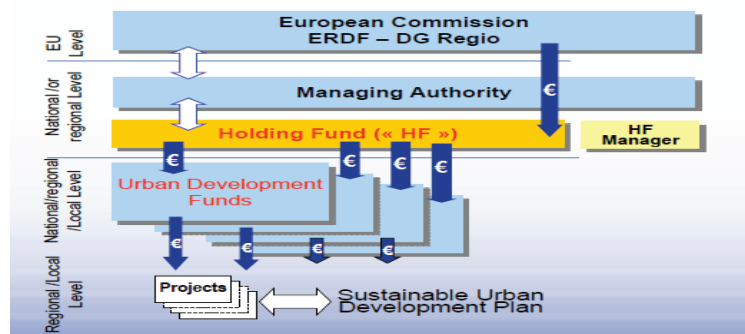 European Commission
ERDF – DG Regio
EU
Level
Managing Authority
National /or
regional Level
Holding Fund (« HF »)
HF
Manager
€
€
€
€
€
Urban Development
Funds
National/regional
/Local Level
€
€
€
€
Projects
Sustainable Urban
Development Plan
Regional /Local
Level